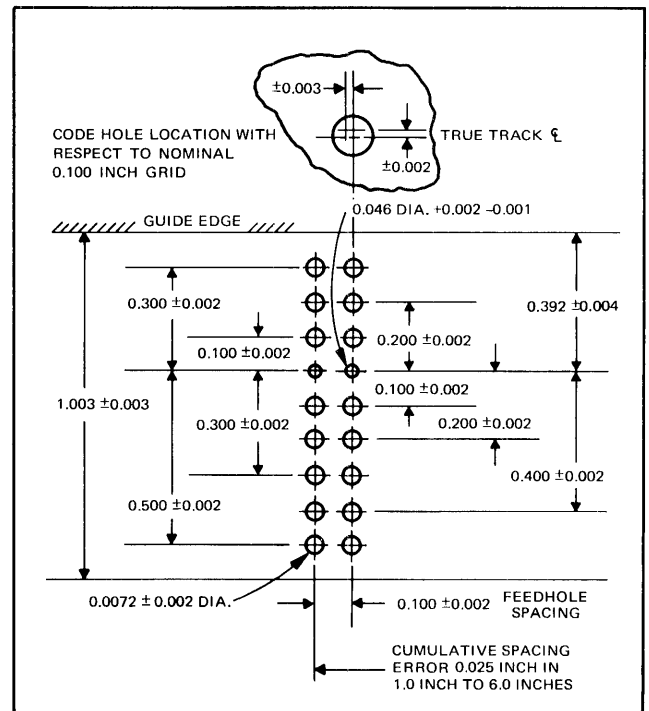 ±0.003
CODE HOLE LOCATION WITH
RESPECT TO NOMINAL
0.100 INCH GRID
TRUE TRACK ℄
±0.002
0.046 DIA. +0.002 –0.001
GUIDE EDGE
0.300 ±0.002
0.392 ±0.004
0.200 ±0.002
0.100 ±0.002
0.100 ±0.002
1.003 ±0.003
0.300 ±0.002
0.200 ±0.002
0.400 ±0.002
0.500 ±0.002
0.0072 ±0.002 DIA.
0.100 ±0.002
FEEDHOLE
SPACING
CUMULATIVE SPACING
ERROR 0.025 INCH IN
1.0 INCH TO 6.0 INCHES